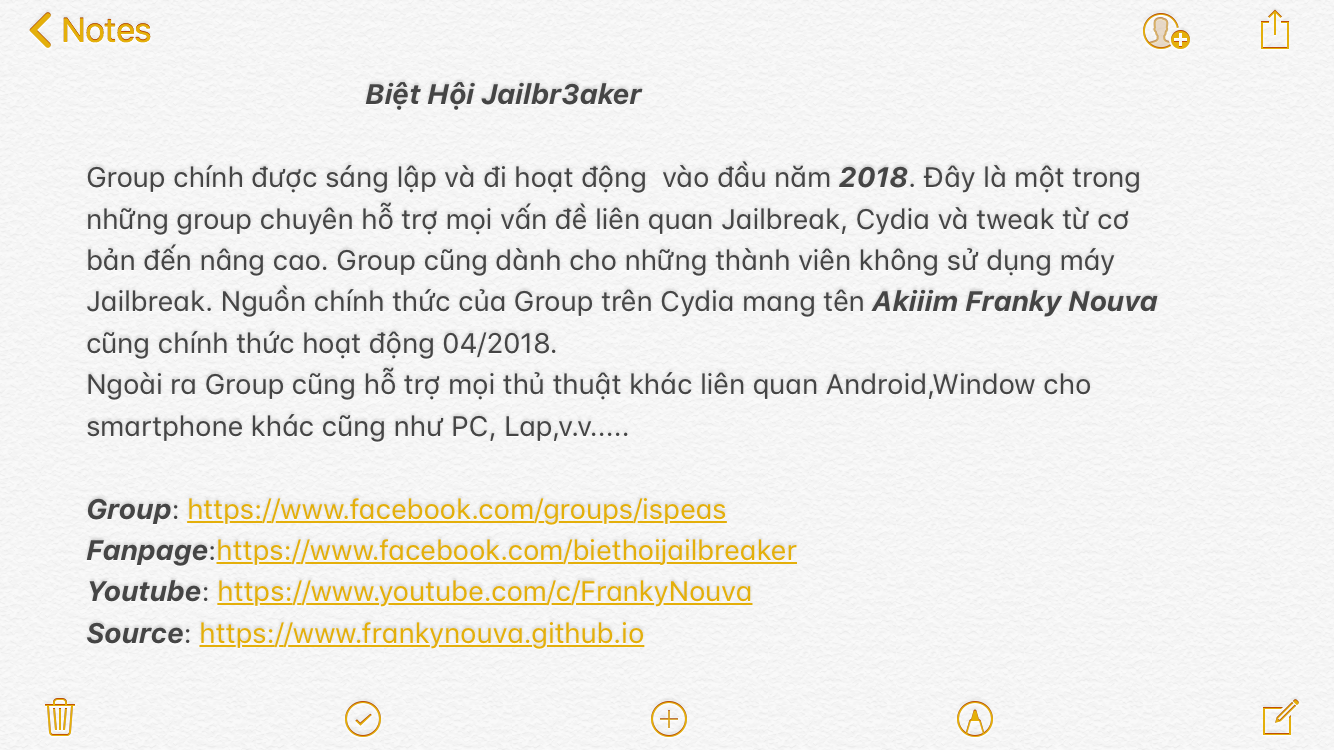 Notes
Biệt Hội Jailbr3aker
Group chính được sáng lập và đi hoạt động  vào đầu năm 2018. Đây là một trong
những group chuyên hỗ trợ mọi vấn đề liên quan Jailbreak, Cydia và tweak từ cơ
bản đến nâng cao. Group cũng dành cho những thành viên không sử dụng máy
Jailbreak. Nguồn chính thức của Group trên Cydia mang tên Akiiim Franky Nouva
cũng chính thức hoạt động 04/2018.
Ngoài ra Group cũng hỗ trợ mọi thủ thuật khác liên quan Android,Window cho
smartphone khác cũng như PC, Lap,v.v.....
Group: https://www.facebook.com/groups/ispeas
Fanpage:https://www.facebook.com/biethoijailbreaker
Youtube: https://www.youtube.com/c/FrankyNouva
Source: https://www.frankynouva.github.io